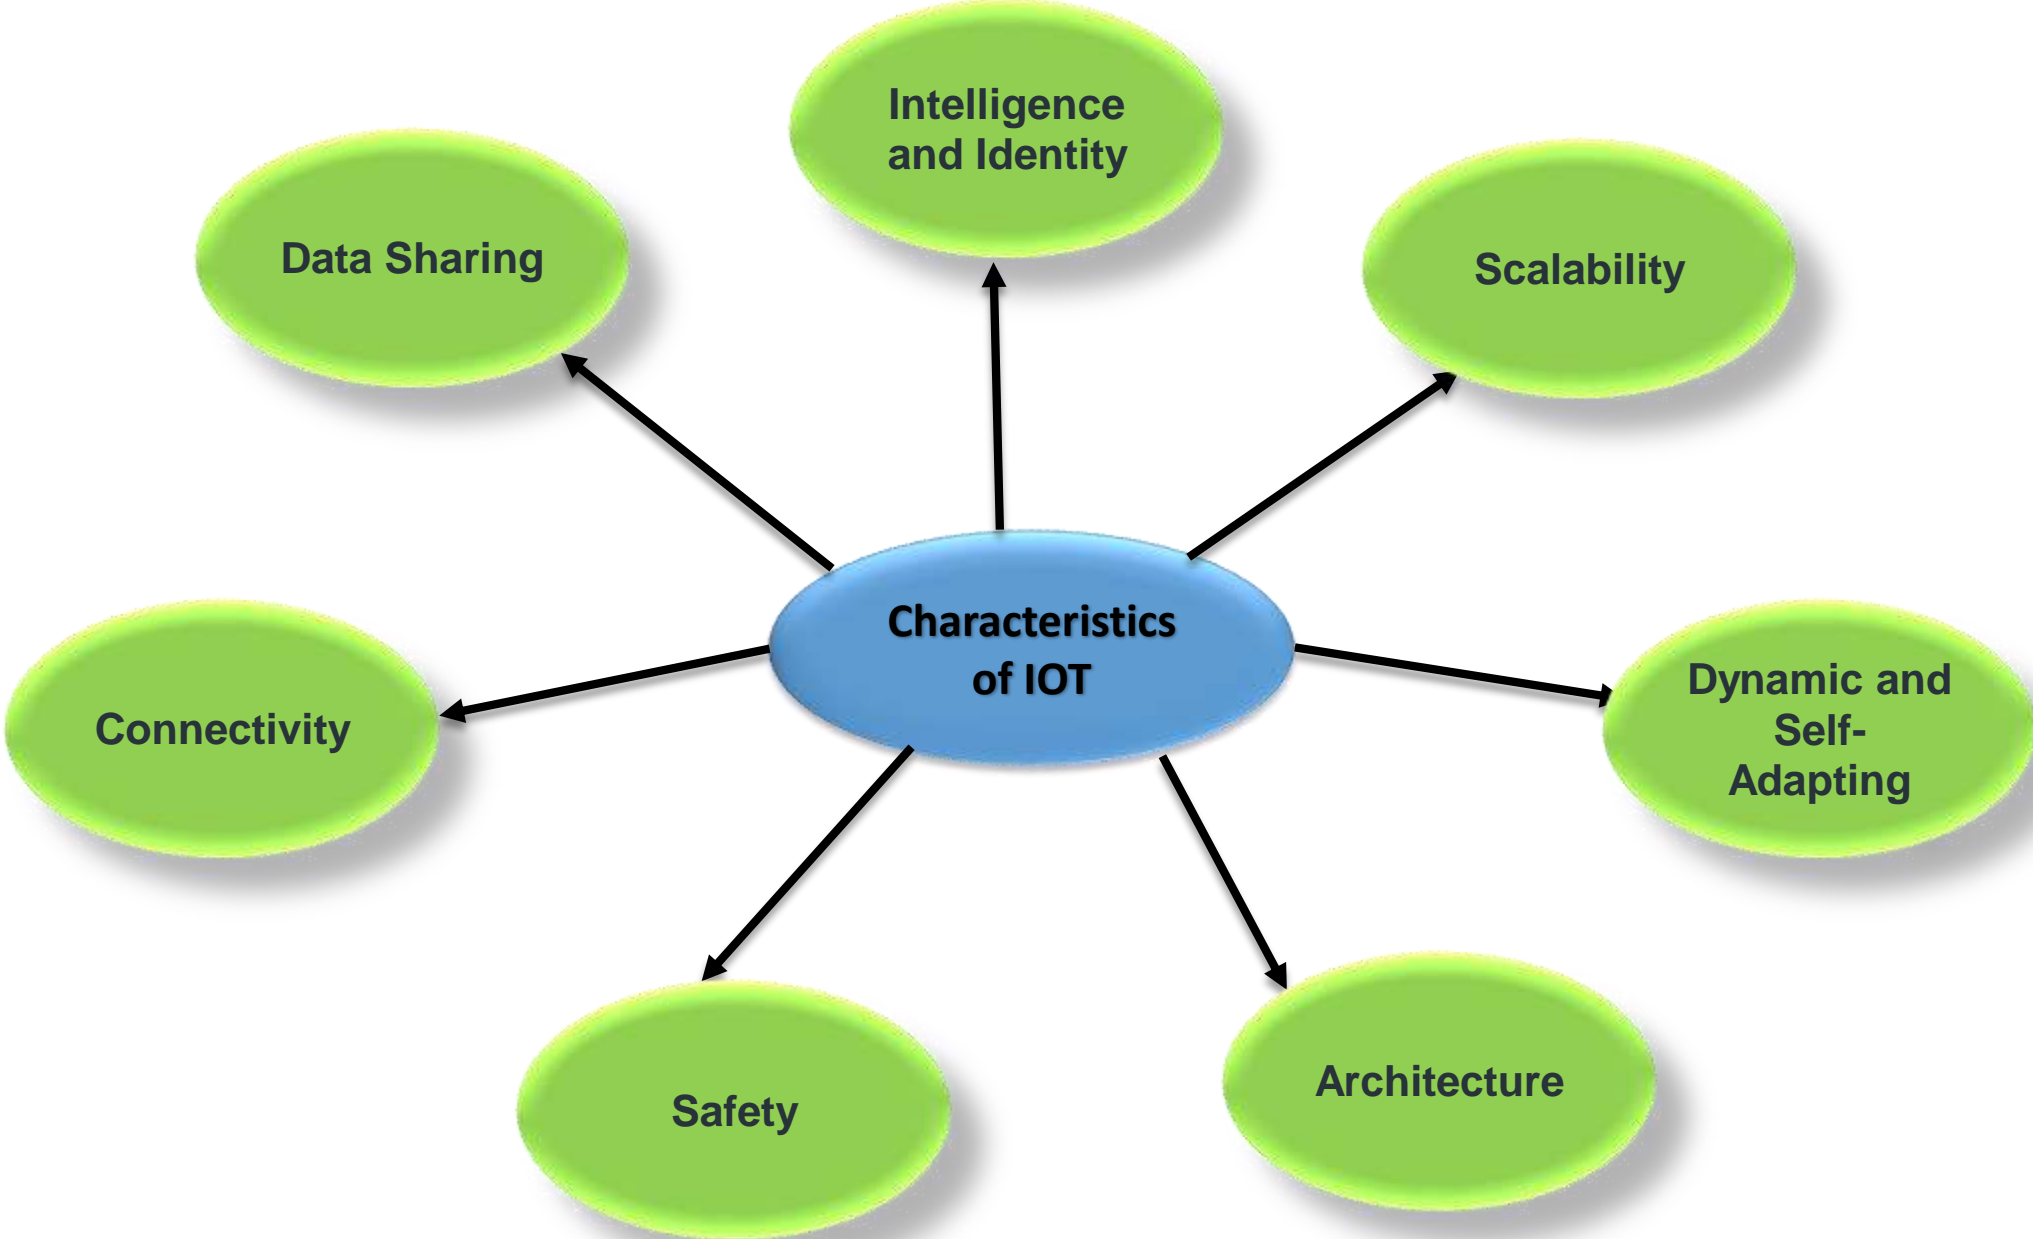 Intelligence
and Identity
Data Sharing
Scalability
Characteristics
of IOT
Connectivity
Dynamic and
Self-
Adapting
Safety
Architecture